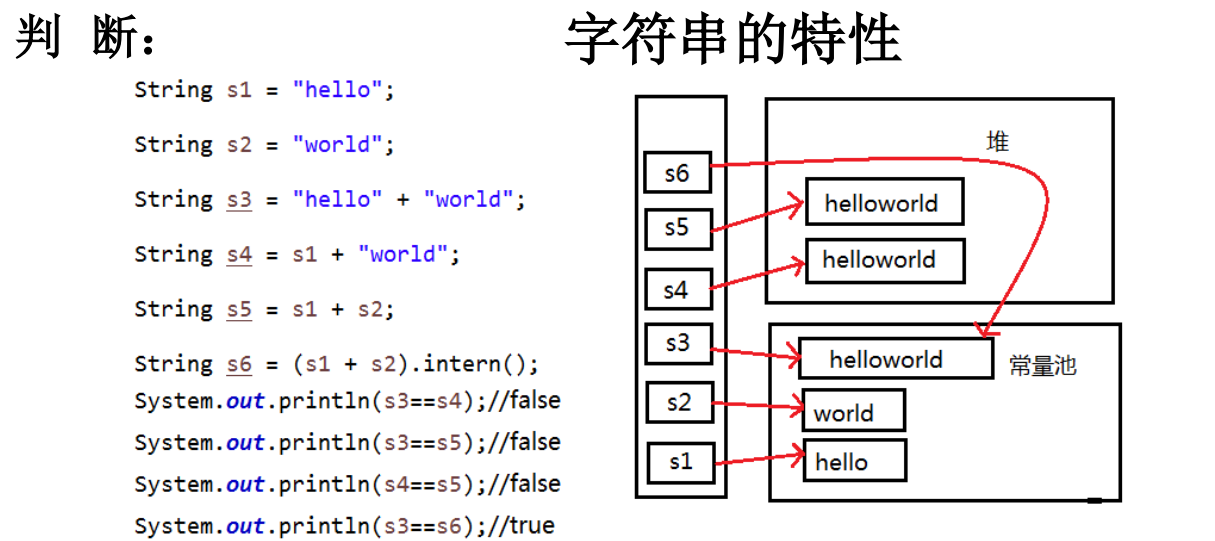 判 断：
字符串的特性
String s1 = "hello";
String s2 = "world";
String s3 = "hello" + "world";
String s4 = s1 + "world";
String s5 = s1 + s2;
String s6 = (s1 + s2).intern();
System.out.println(s3==s4);//false
System.out.println(s3==s5);//false
System.out.println(s4==s5);//false
System.out.println(s3==s6);//true
s6
s5
s4
s3
s2
s1
堆
helloworld
helloworld
helloworld
常量池
world
hello